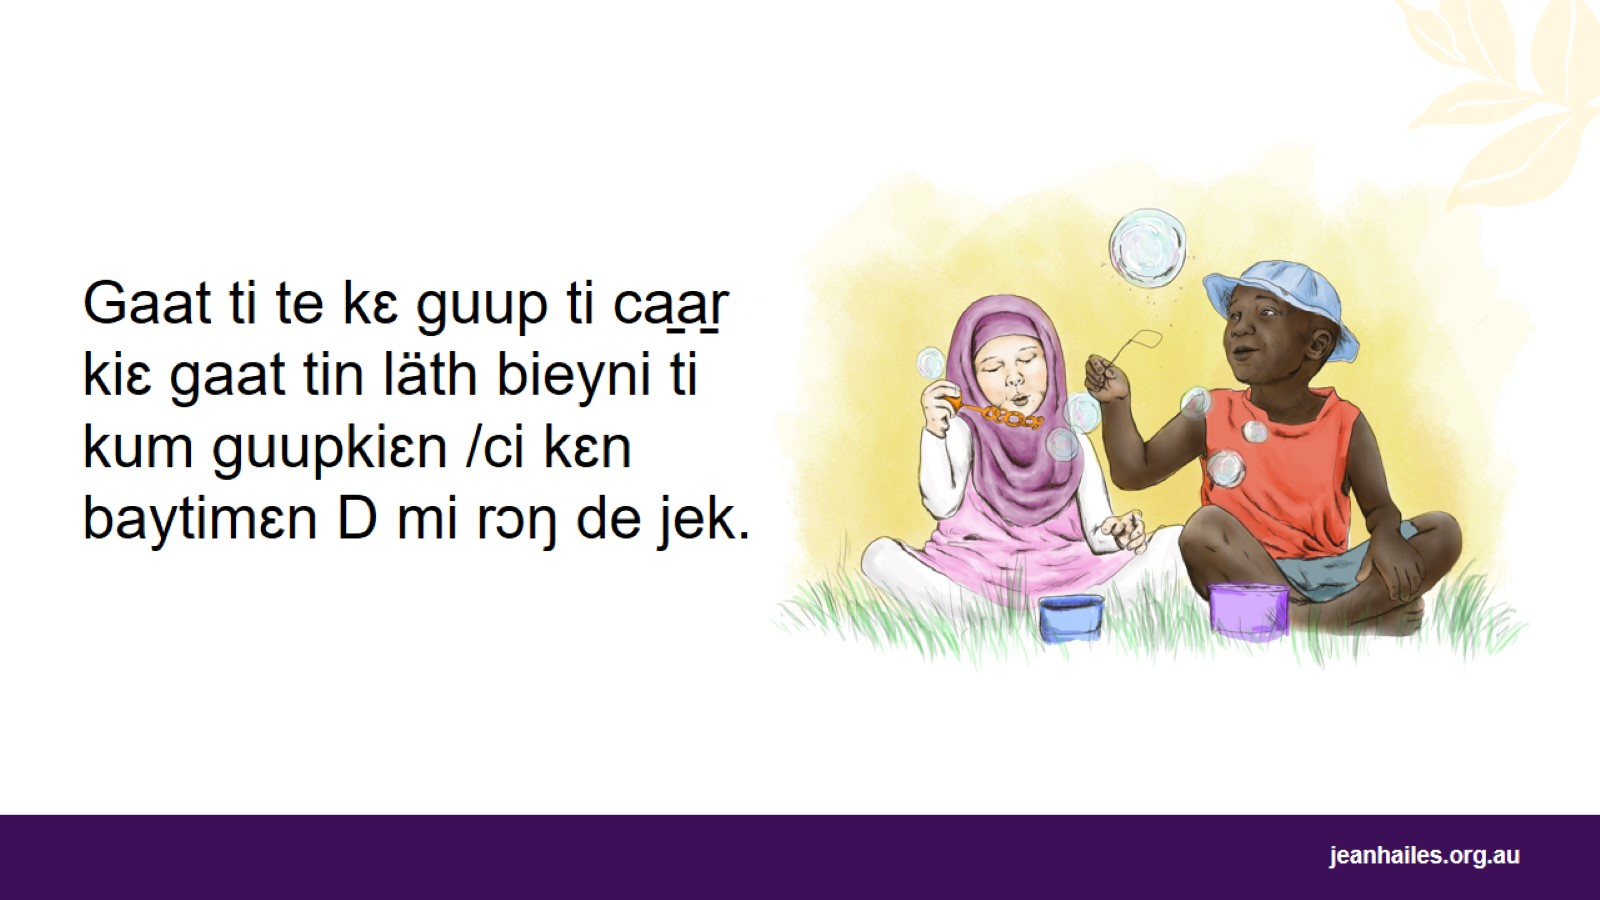 Gaat ti te kɛ guup ti ca̱a̱r
kiɛ gaat tin läth bieyni ti
kum guupkiɛn /ci kɛn
baytimɛn D mi rɔŋ de jek.
jeanhailes.org.au